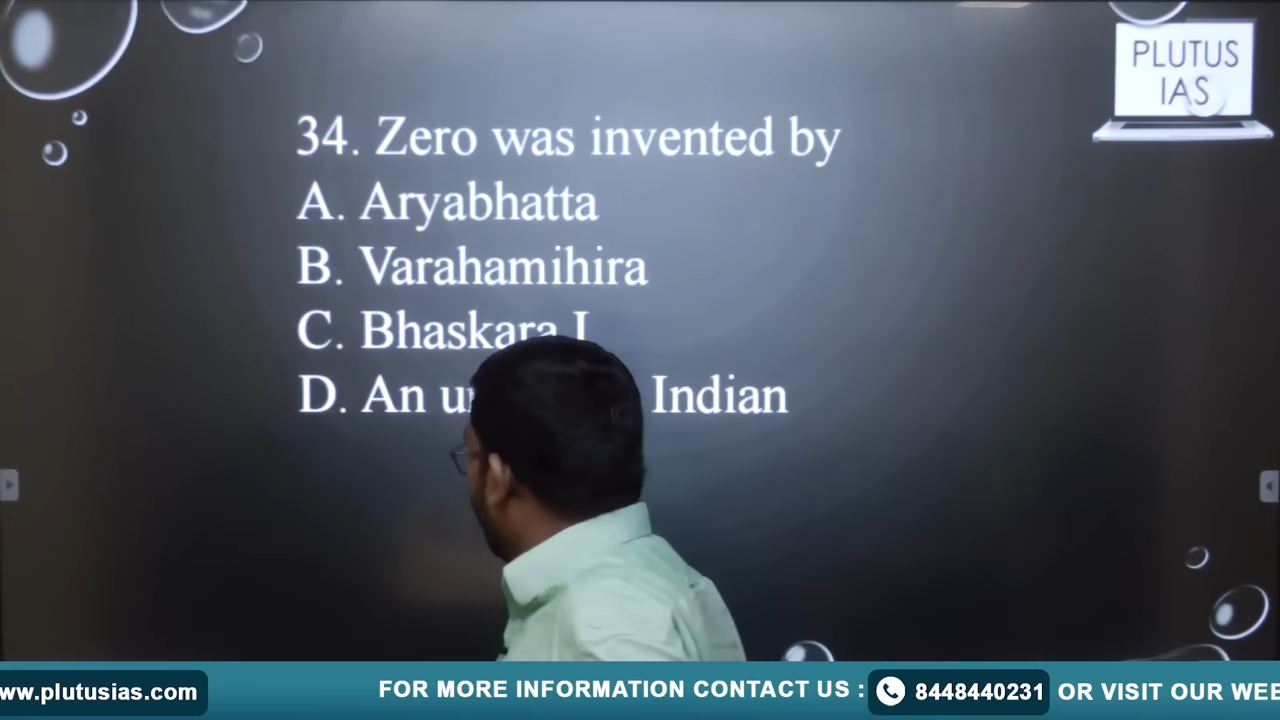 PLUTUS
IAS
34. Zero was invented by
A. Aryabhatta
B. Varahamihira
C. Bhaskara I
D. An Indian
www.plutusias.com
FOR MORE INFORMATION CONTACT US :
8448440231
OR VISIT OUR